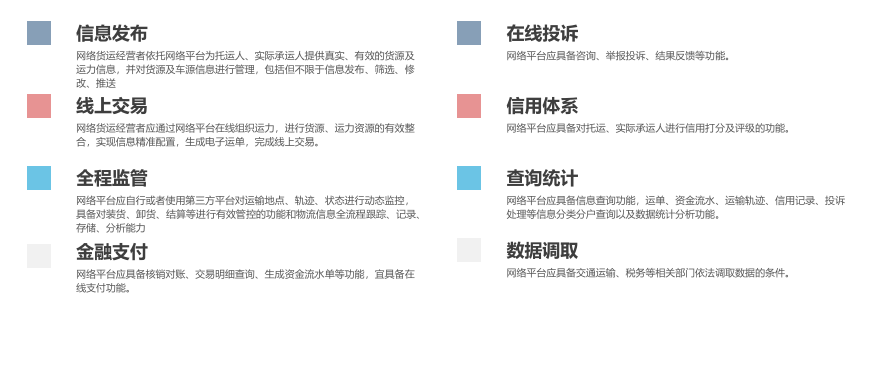 信息发布
网络货运经营者依托网络平台为托运人、实际承运人提供真实、有效的货源及
运力信息，并对货源及车源信息进行管理，包括但不限于信息发布、筛选、修
改、推送
线上交易
网络货运经营者应通过网络平台在线组织运力，进行货源、运力资源的有效整
合，实现信息精准配置，生成电子运单，完成线上交易。
全程监管
网络平台应自行或者使用第三方平台对运输地点、轨迹、状态进行动态监控，
具备对装货、卸货、结算等进行有效管控的功能和物流信息全流程跟踪、记录、
存储、分析能力
金融支付
网络平台应具备核销对账、交易明细查询、生成资金流水单等功能，宜具备在
线支付功能。
在线投诉
网络平台应具备咨询、举报投诉、结果反馈等功能。
信用体系
网络平台应具备对托运、实际承运人进行信用打分及评级的功能。
查询统计
网络平台应具备信息查询功能，运单、资金流水、运输轨迹、信用记录、投诉
处理等信息分类分户查询以及数据统计分析功能。
数据调取
网络平台应具备交通运输、税务等相关部门依法调取数据的条件。